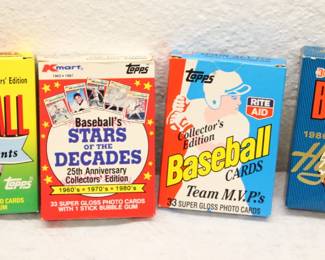 Edition
ALL
nts
Topps
CARDS
UM
Kmart
1962 • 1987
Topps
Baseball's
STARS
OF THE
DECADES
25th Anniversary
Collectors' Edition
1960's • 1970's • 1980's
33 SUPER GLOSS PHOTO CARDS
WITH 1 STICK BUBBLE GUM
Topps
RITE
AID
Collector's
Edition
Baseball
CARDS
Team M.V.P.'s
33 SUPER GLOSS PHOTO CARDS
B
198